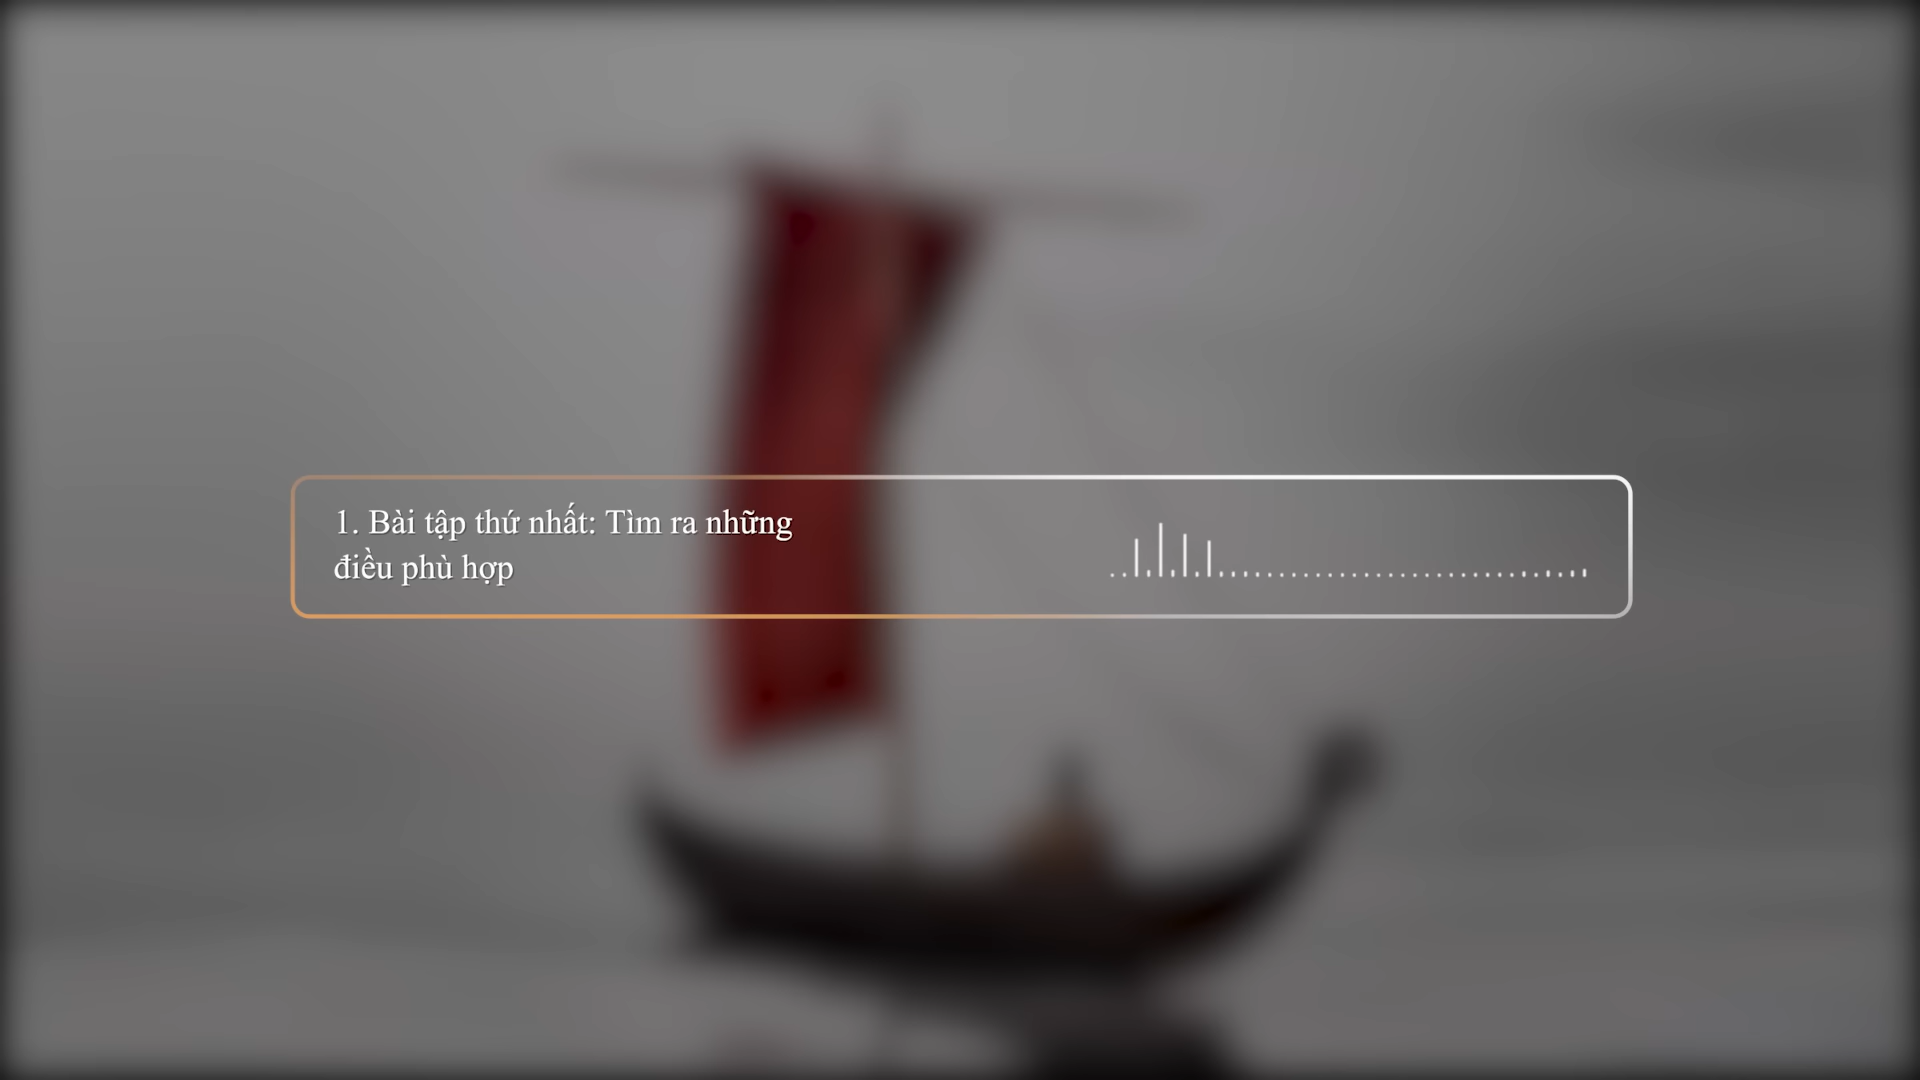 1. Bài tập thứ nhất: Tìm ra những
điều phù hợp